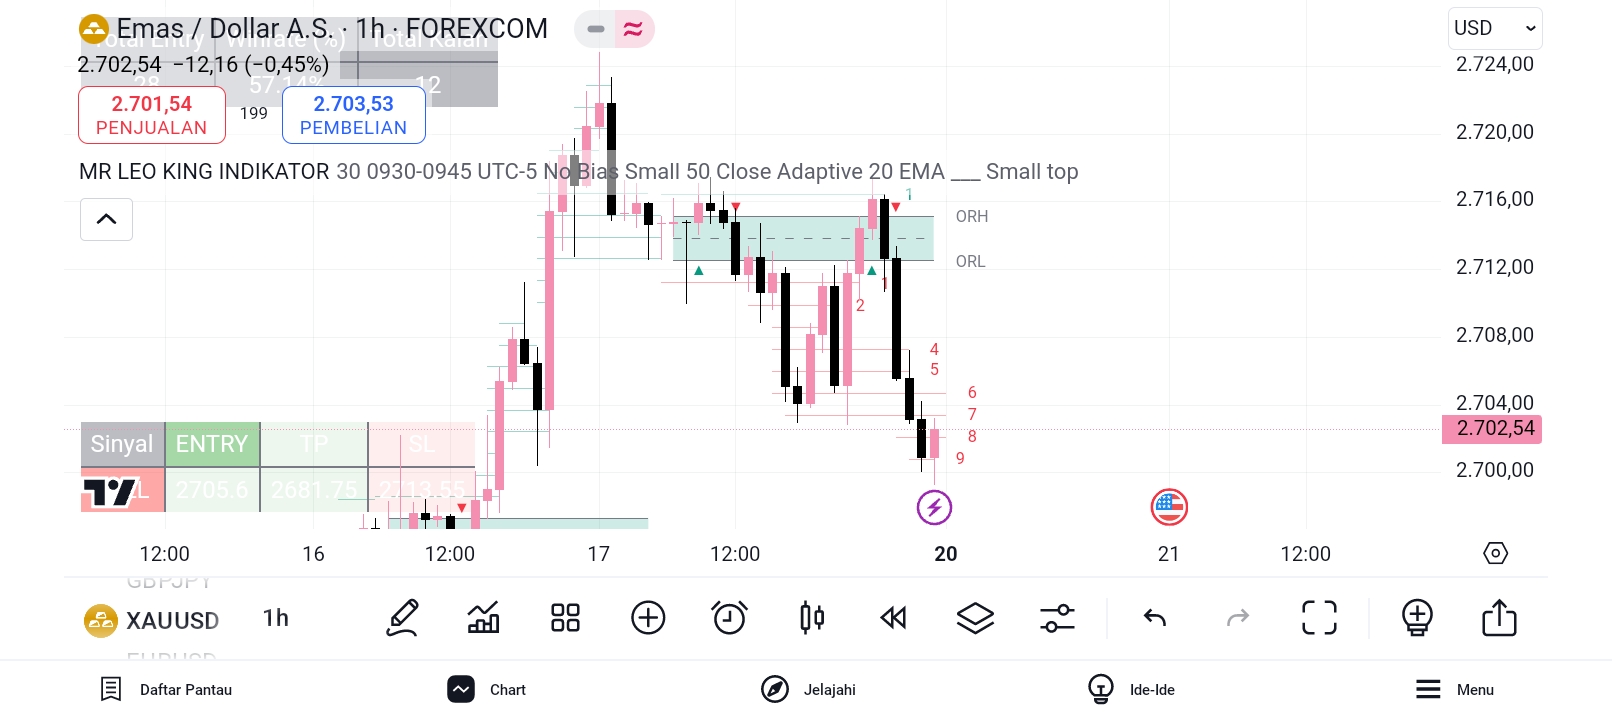 Emas / Dollar A.S. · 1h · FOREXCOM
USD
Total Entry Winrate (%) Total Kalah
2.702,54 −12,16 (−0,45%)
28 57.14% 12
2.701,54
PENJUALAN
199
2.703,53
PEMBELIAN
MR LEO KING INDIKATOR 30 0930-0945 UTC-5 No Bias Small 50 Close Adaptive 20 EMA ___ Small top
2.724,00
2.720,00
2.716,00
2.712,00
2.708,00
2.704,00
2.702,54
2.700,00
1
ORH
ORL
1
2
4
5
6
7
8
9
Sinyal ENTRY TP SL
2705.6 2681.75 2713.55
12:00 16 12:00 17 12:00 20 21 12:00
GBPJPY
XAUUSD 1h
EURUSD
Daftar Pantau Chart Jelajahi Ide-Ide Menu